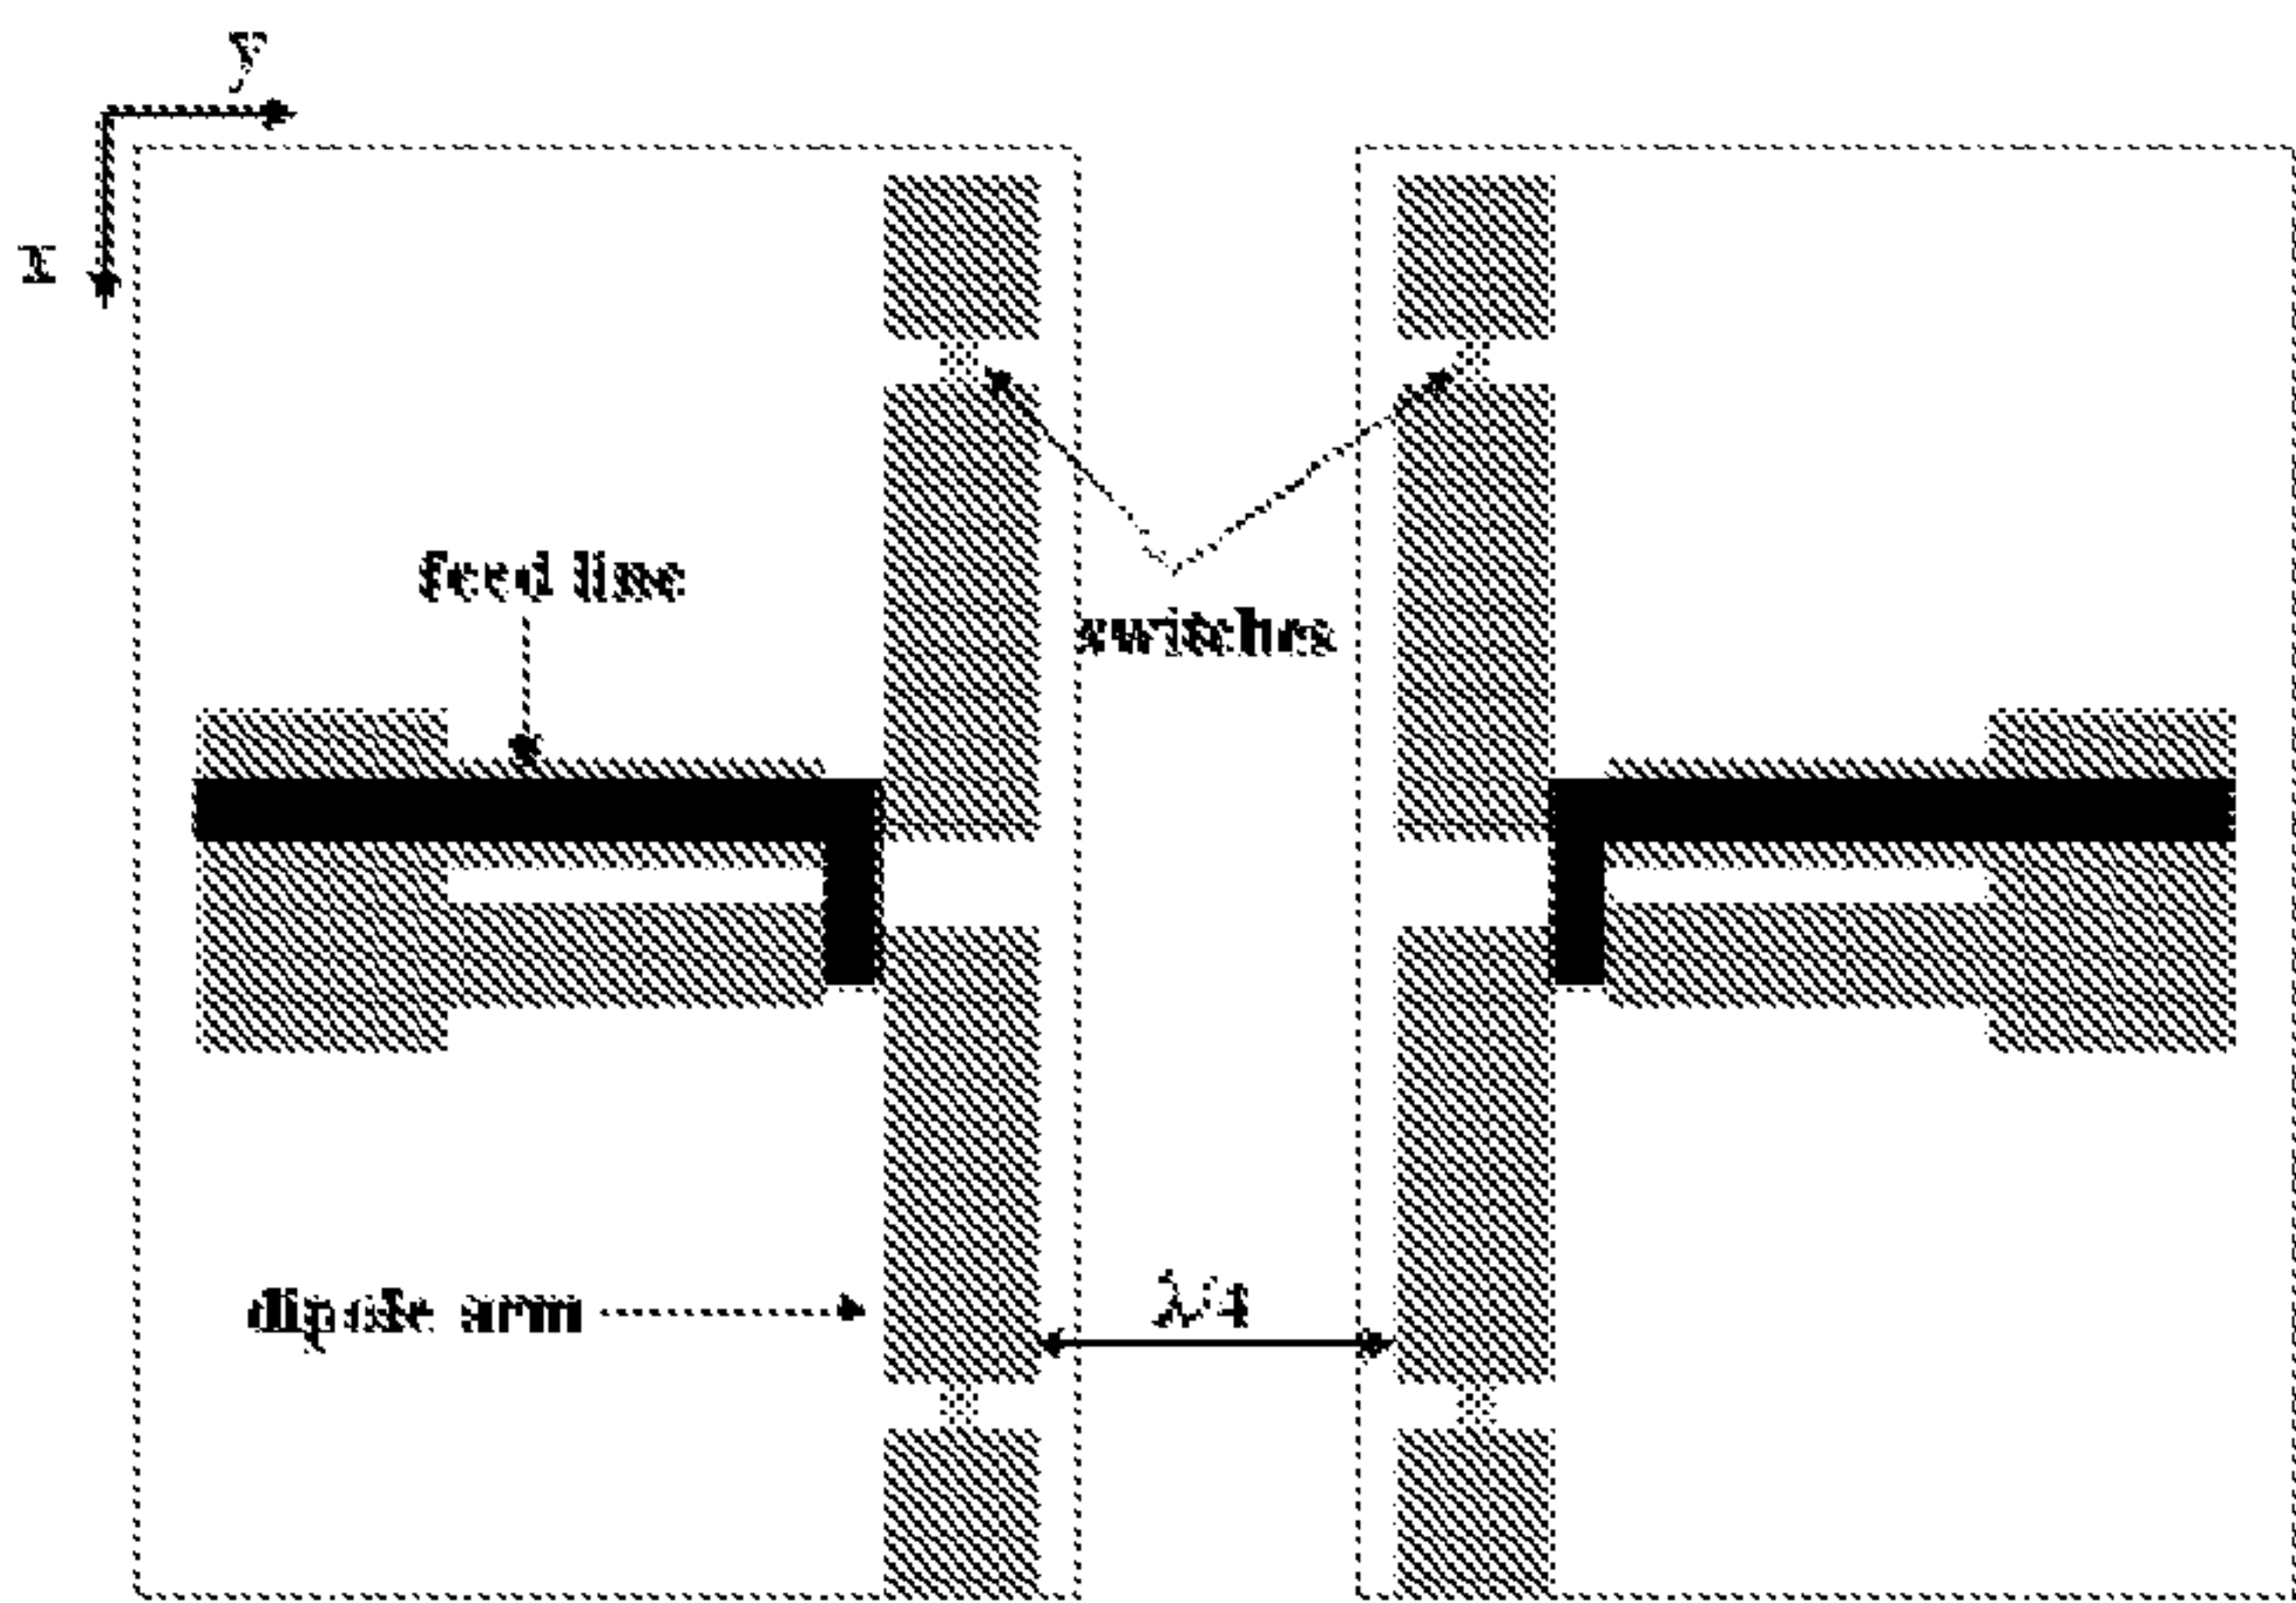 y
x
feed line
switches
dipole arm
λ/4